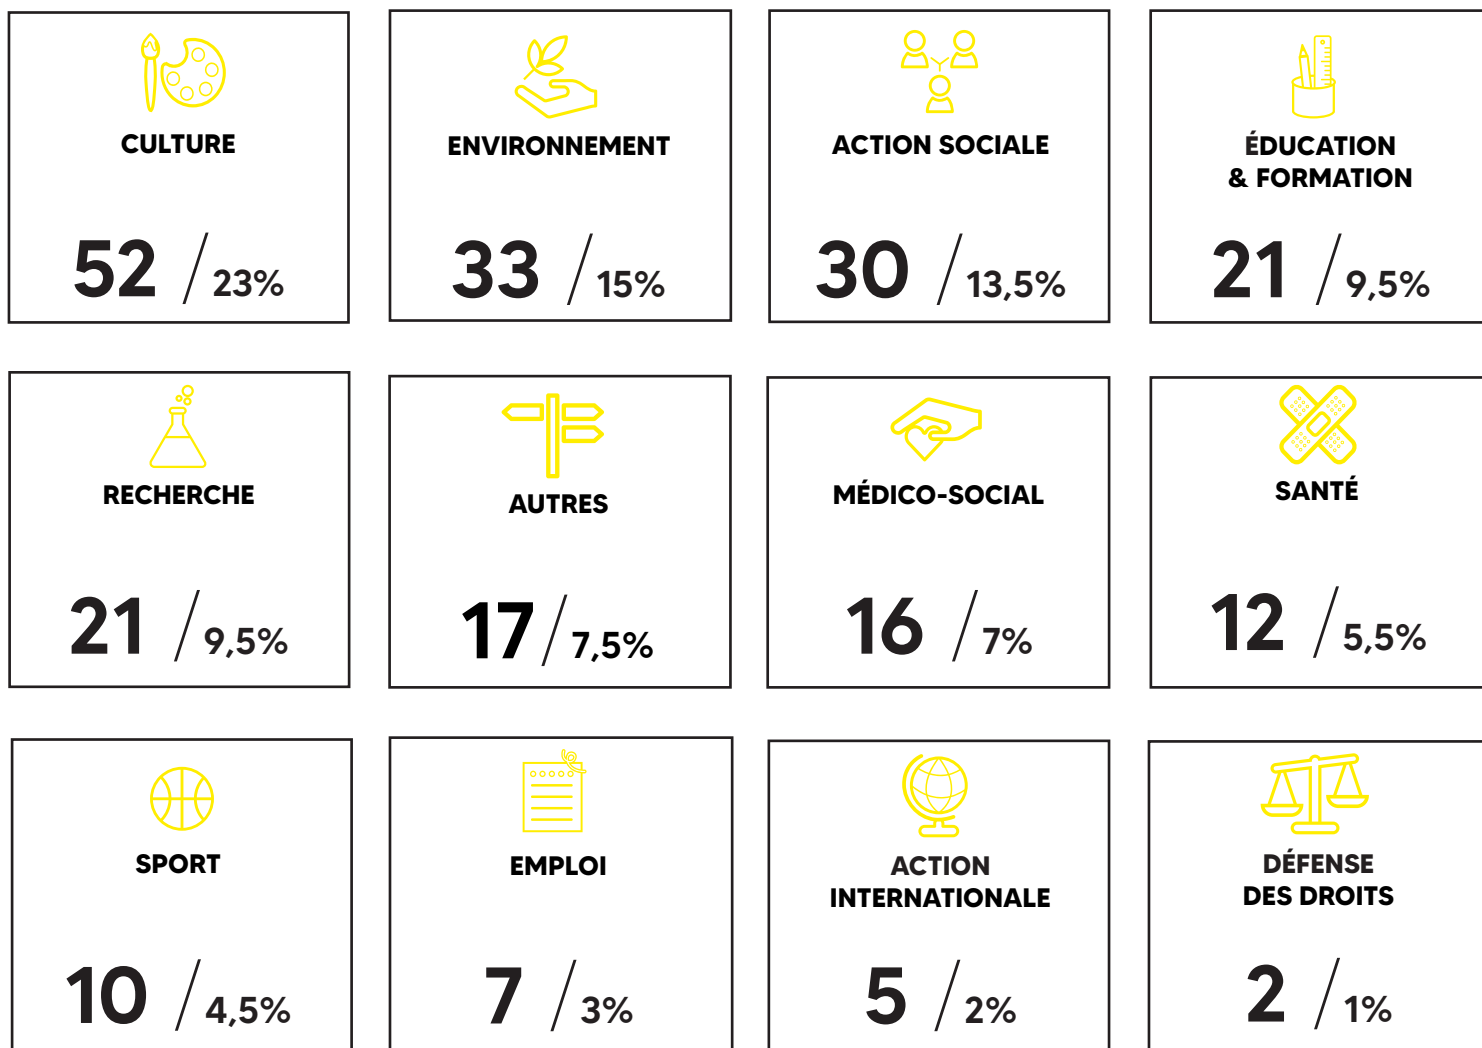 CULTURE
52 / 23%
ENVIRONNEMENT
33 / 15%
ACTION SOCIALE
30 / 13,5%
ÉDUCATION
& FORMATION
21 / 9,5%
RECHERCHE
21 / 9,5%
AUTRES
17 / 7,5%
MÉDICO-SOCIAL
16 / 7%
SANTÉ
12 / 5,5%
SPORT
10 / 4,5%
EMPLOI
7 / 3%
ACTION
INTERNATIONALE
5 / 2%
DÉFENSE
DES DROITS
2 / 1%